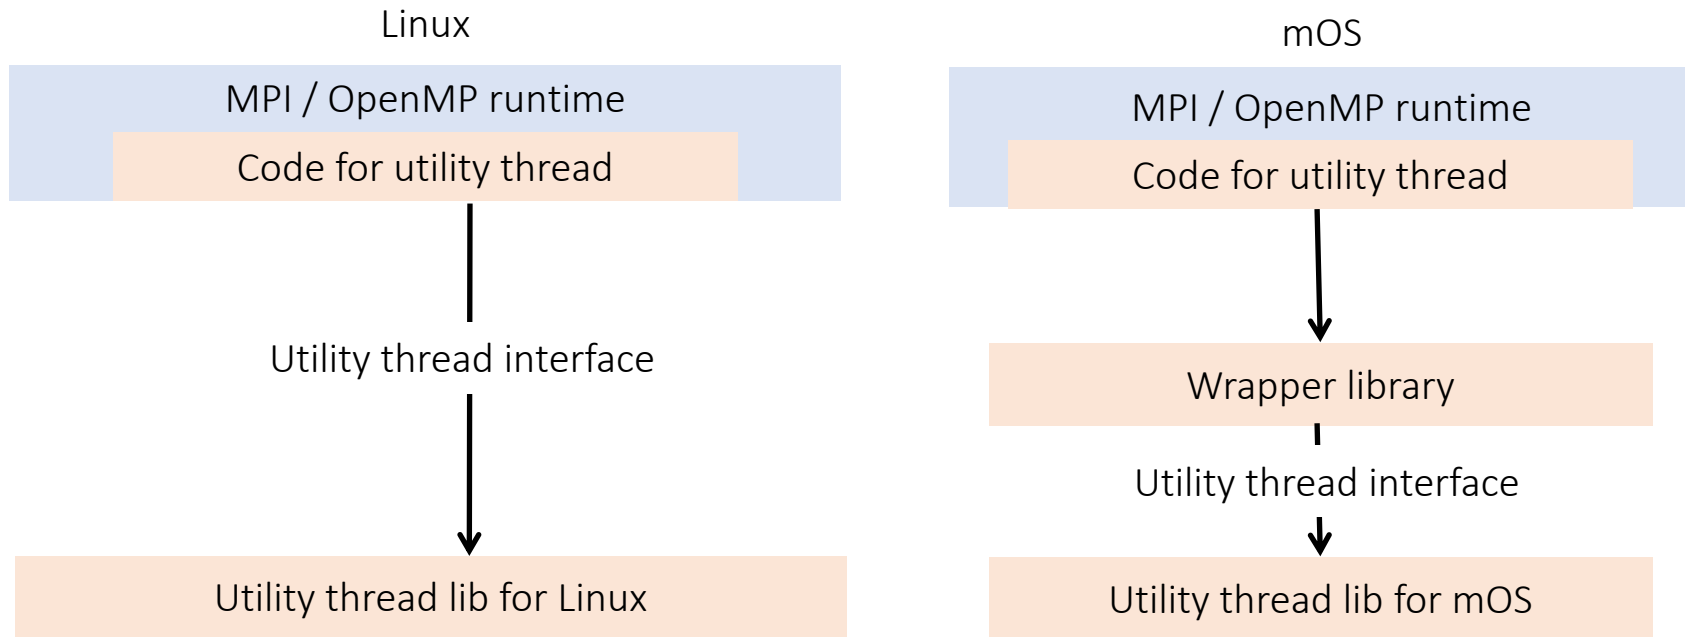 Linux
MPI / OpenMP runtime
Code for utility thread
Utility thread interface
Utility thread lib for Linux
mOS
MPI / OpenMP runtime
Code for utility thread
Wrapper library
Utility thread interface
Utility thread lib for mOS